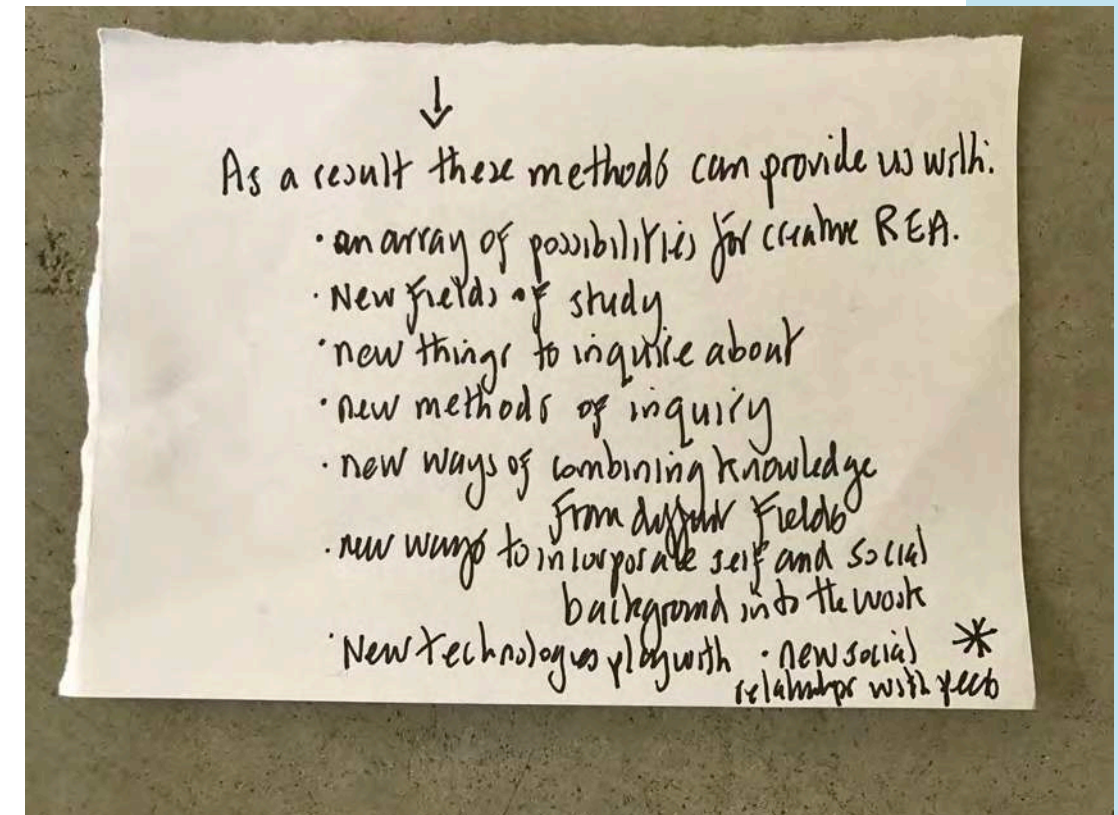 As a result these methods can provide us with:
· an array of possibilities for creative REA.
· New fields of study
· new things to inquire about
· new methods of inquiry
· new ways of combining knowledge
from different Fields
· new ways to incorporate self and social
background into the work
· New technologies play with · new social
relationships with peers